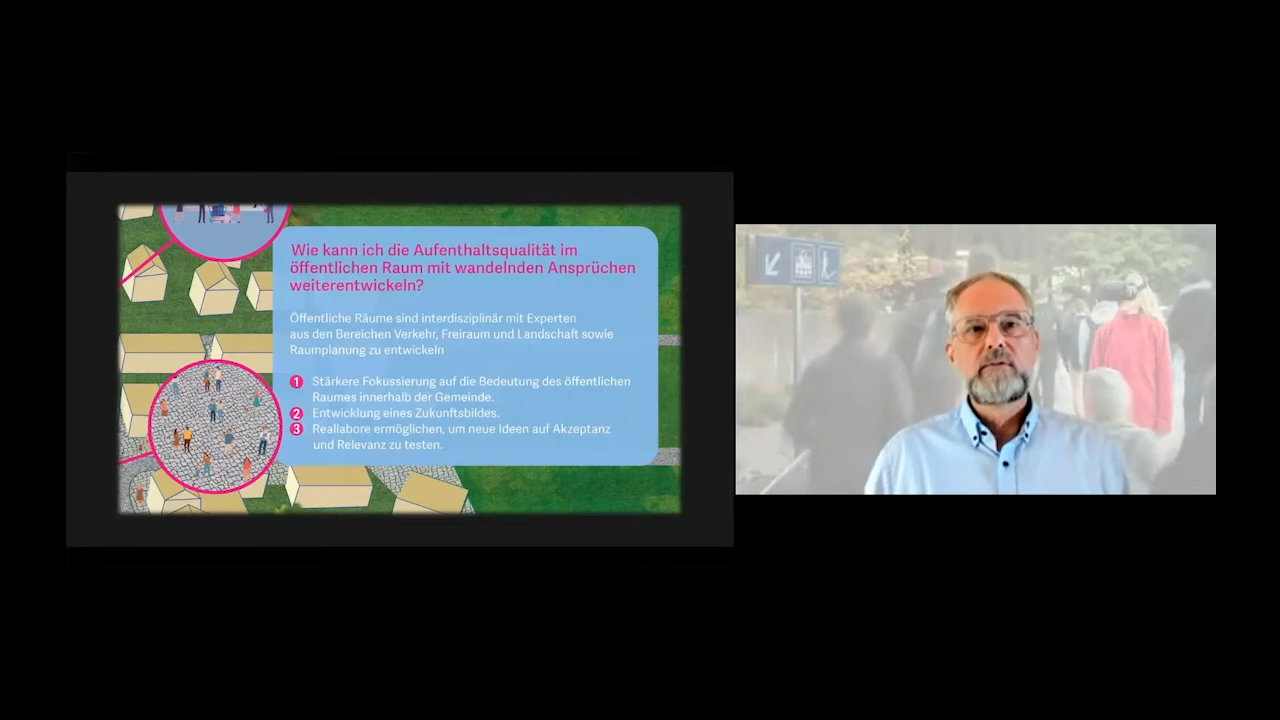 Wie kann ich die Aufenthaltsqualität im
öffentlichen Raum mit wandelnden Ansprüchen
weiterentwickeln?
Öffentliche Räume sind interdisziplinär mit Experten
aus den Bereichen Verkehr, Freiraum und Landschaft sowie
Raumplanung zu entwickeln
1 Stärkere Fokussierung auf die Bedeutung des öffentlichen
Raumes innerhalb der Gemeinde.
2 Entwicklung eines Zukunftsbildes.
3 Reallabore ermöglichen, um neue Ideen auf Akzeptanz
und Relevanz zu testen.